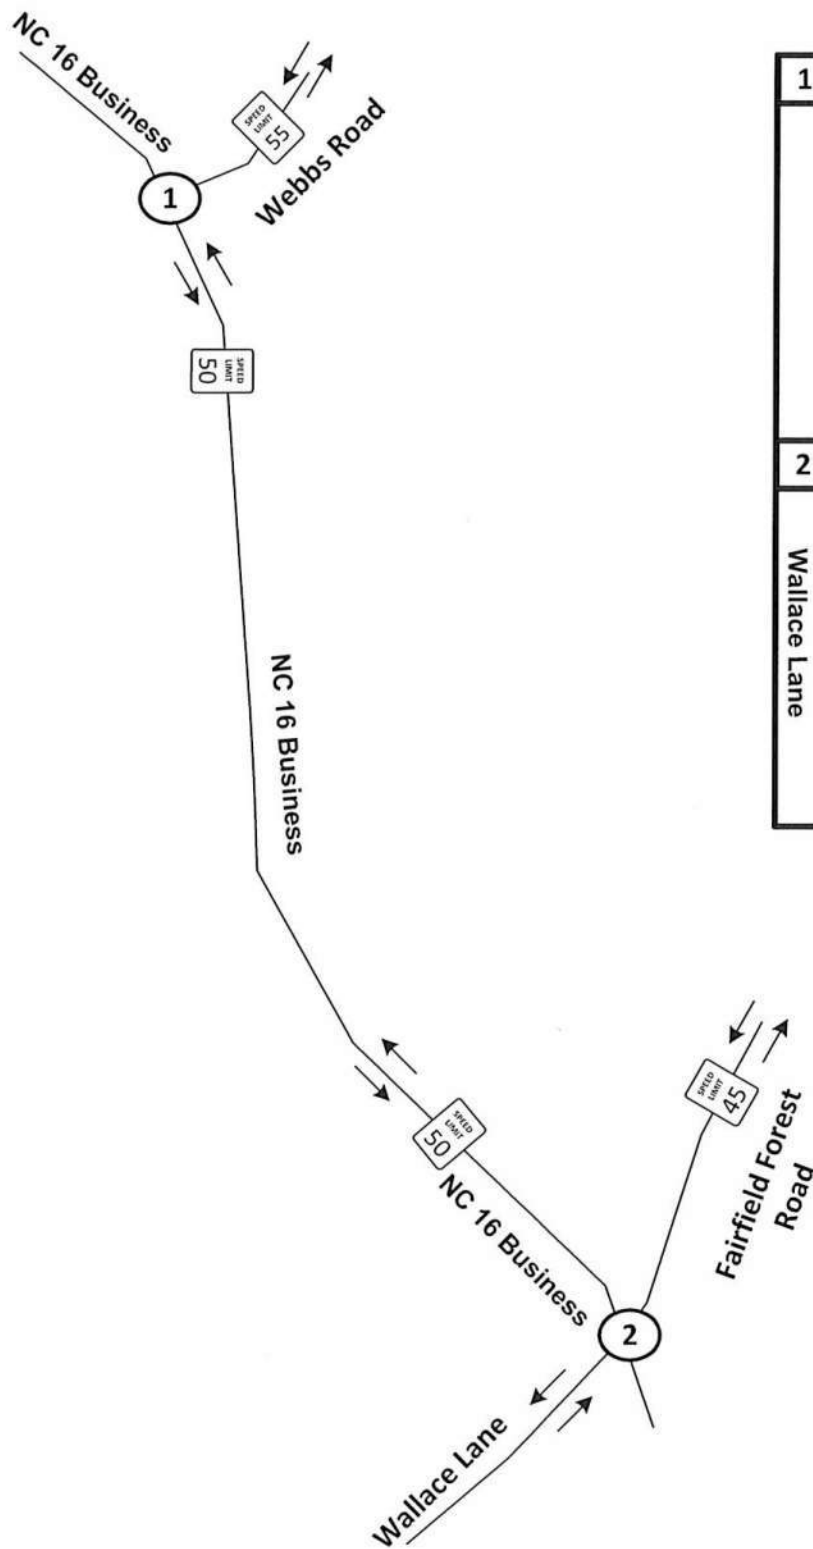 NC 16 Business
SPEED
LIMIT
55
Webbs Road
1
SPEED
LIMIT
50
NC 16 Business
SPEED
LIMIT
50
NC 16 Business
SPEED
LIMIT
45
Fairfield Forest
Road
2
Wallace Lane
1
2
Wallace Lane